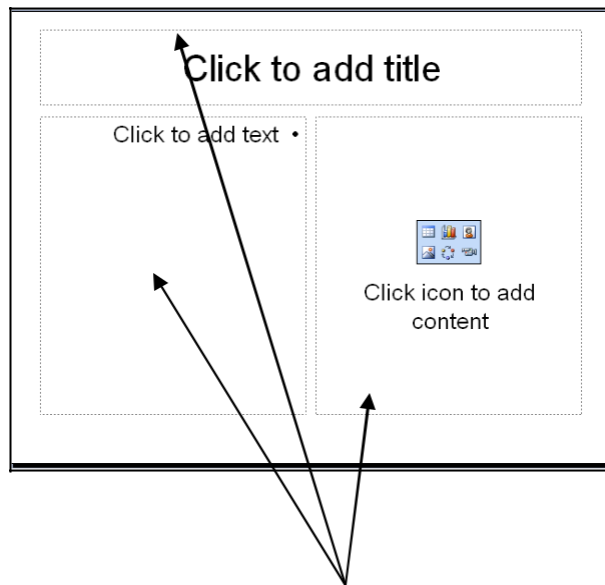 Click to add title
Click to add text •
Click icon to add
content